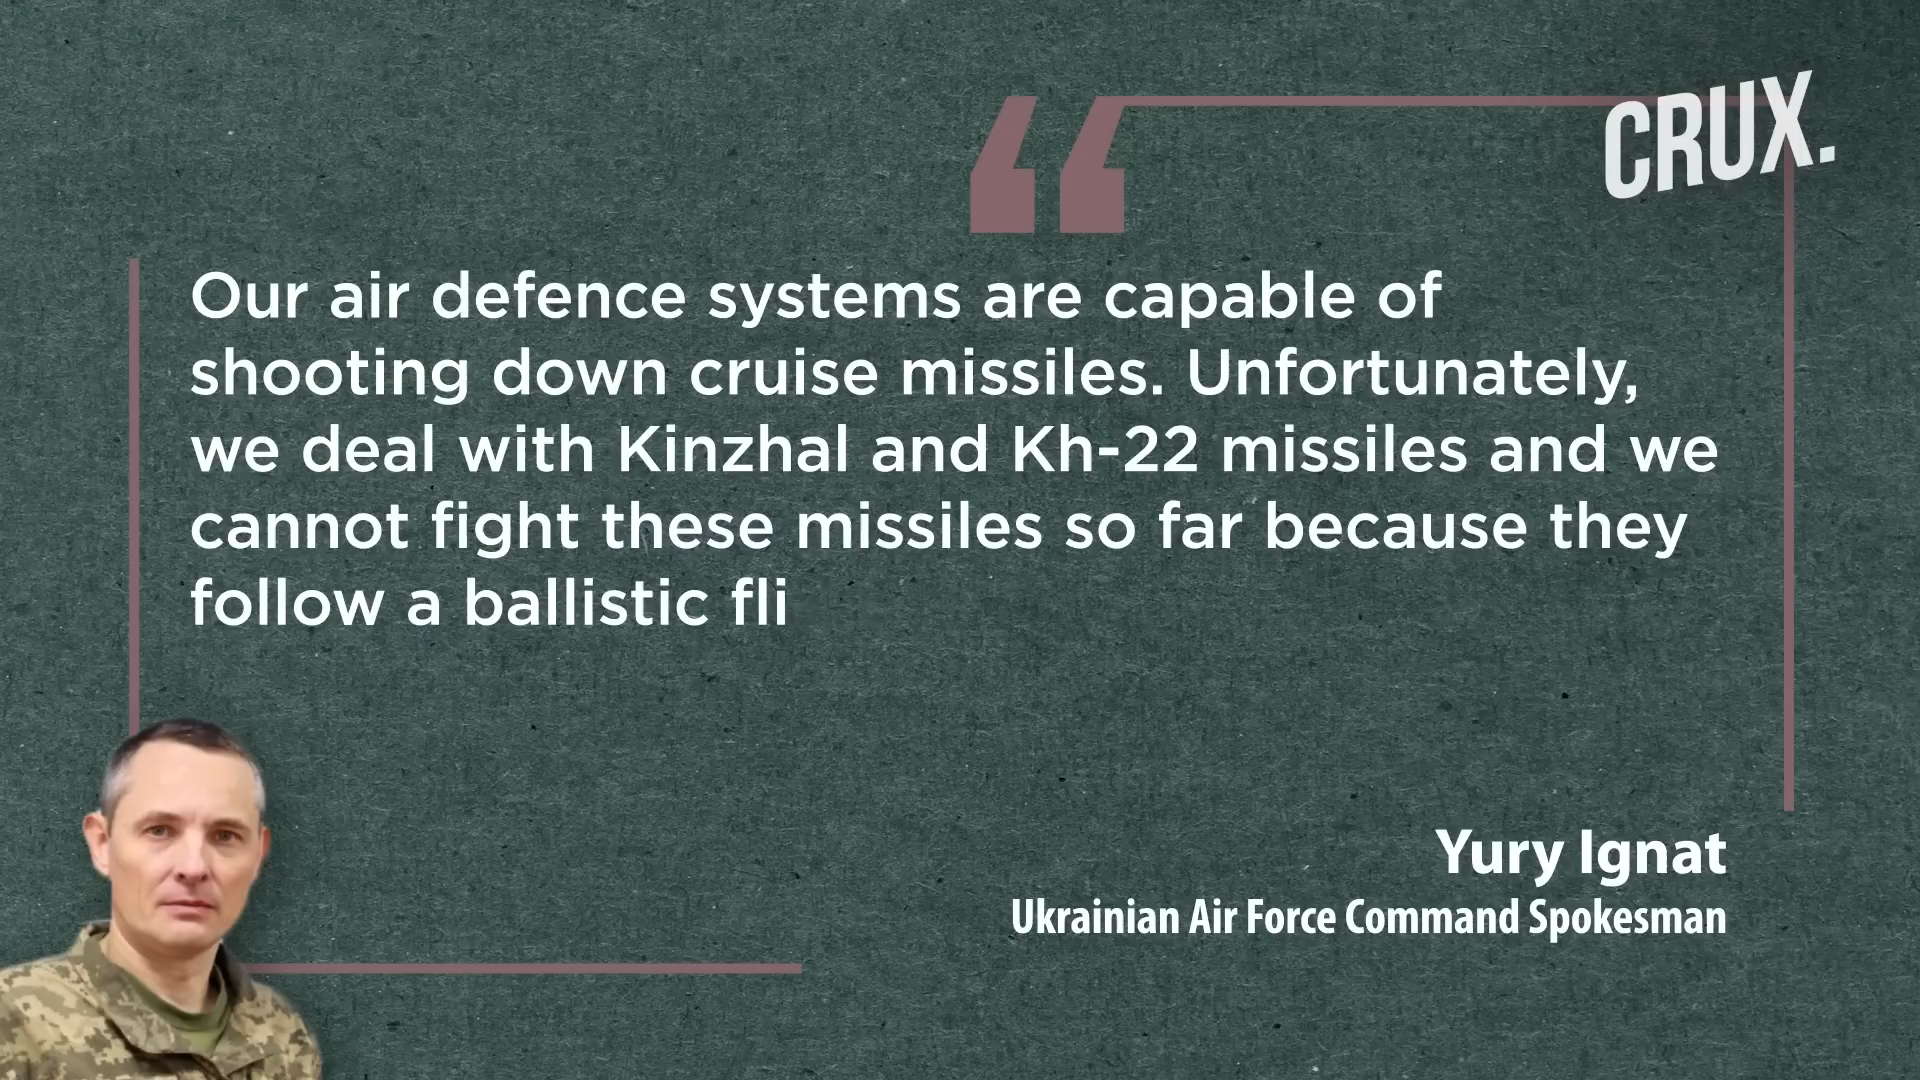 CRUX.
Our air defence systems are capable of
shooting down cruise missiles. Unfortunately,
we deal with Kinzhal and Kh-22 missiles and we
cannot fight these missiles so far because they
follow a ballistic fli
Yury Ignat
Ukrainian Air Force Command Spokesman